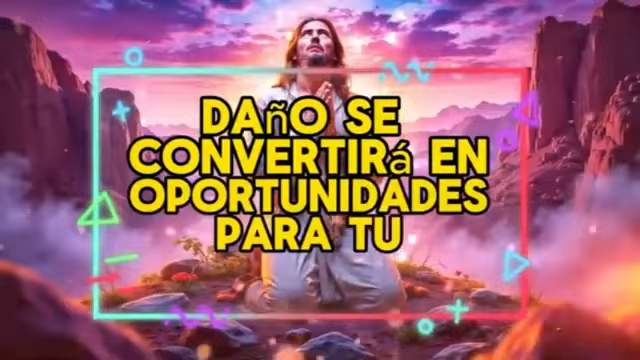 DAñO SE
CONVERTIRá EN
OPORTUNIDADES
PARA TU